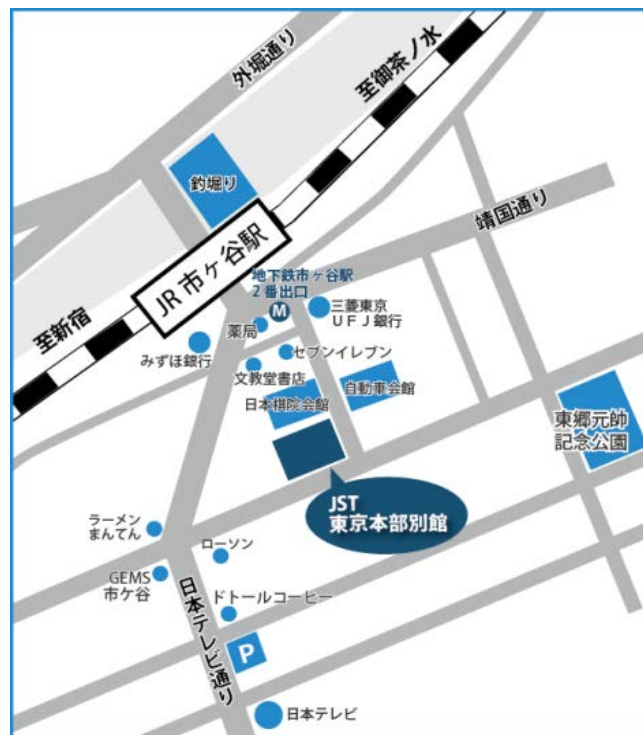 外堀通り
至御茶ノ水
釣堀り
靖国通り
JR 市ヶ谷駅
地下鉄市ヶ谷駅
2番出口
M
三菱東京
UFJ銀行
至新宿
薬局
みずほ銀行
セブンイレブン
文教堂書店
日本棋院会館
自動車会館
東郷元帥
記念公園
JST
東京本部別館
ラーメン
まんてん
ローソン
GEMS
市ケ谷
ドトールコーヒー
日本テレビ通り
P
日本テレビ